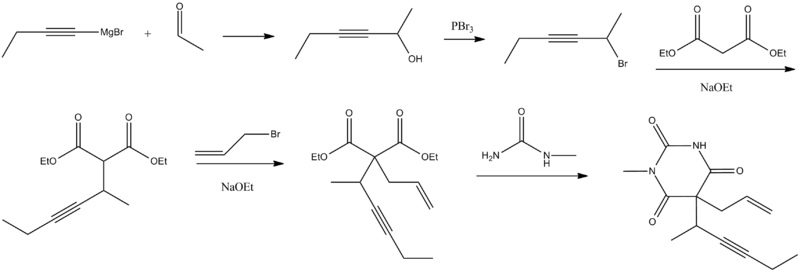 MgBr + O
OH
PBr3
Br
O O
EtO OEt
NaOEt
O O
EtO OEt
Br
NaOEt
O O
EtO OEt
O
H2N N
H
O NH
N O
O